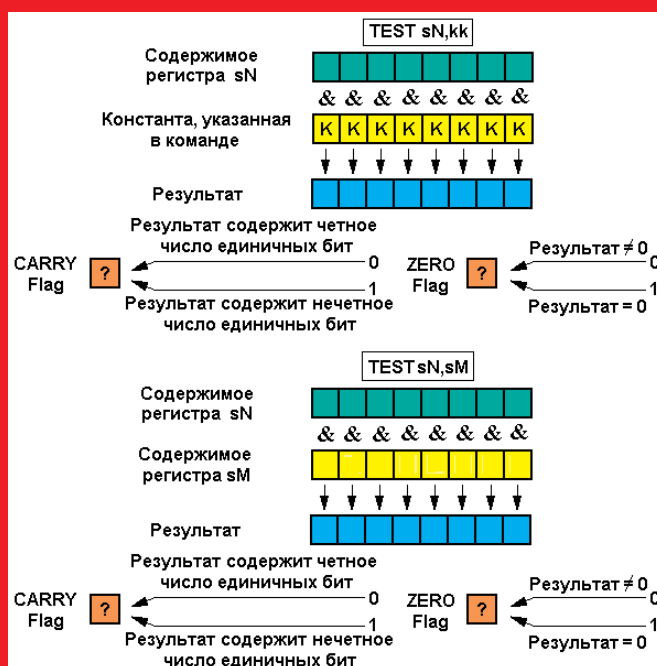 TEST sN,kk
Содержимое
регистра sN
& & & & & & & &
Константа, указанная
в команде
K K K K K K K K
Результат
Результат содержит четное
число единичных бит
CARRY
Flag
?
0
1
Результат содержит нечетное
число единичных бит
ZERO
Flag
?
Результат ≠ 0
0
1
Результат = 0
TEST sN,sM
Содержимое
регистра sN
& & & & & & & &
Содержимое
регистра sM
Результат
Результат содержит четное
число единичных бит
CARRY
Flag
?
0
1
Результат содержит нечетное
число единичных бит
ZERO
Flag
?
Результат ≠ 0
0
1
Результат = 0